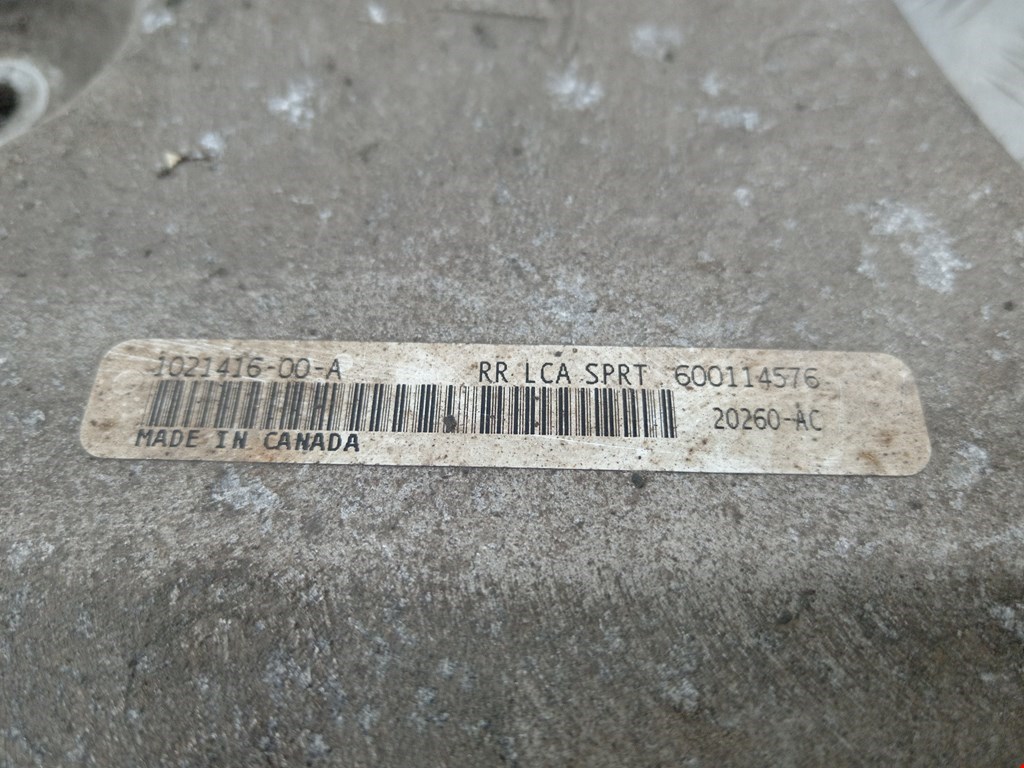 1021416-00-A RR LCA SPRT 600114576
20260-AC
MADE IN CANADA